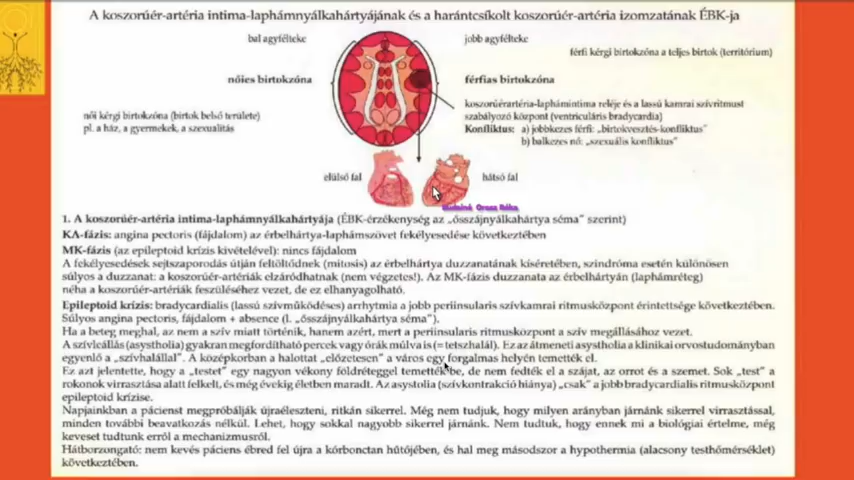 A koszorúér-artéria intima-laphámnyálkahártyájának és a harántcsíkolt koszorúér-artéria izomzatának ÉBK-ja
bal agyfélteke
jobb agyfélteke
férfi kérgi birtokzóna a teljes birtok (territórium)
nőies birtokzóna
férfias birtokzóna
női kérgi birtokzóna (birtok belső területe)
pl. a ház, a gyermekek, a szexualitás
koszorúérartéria-laphámintima reléje és a lassú kamrai szívritmust
szabályozó központ (ventriculáris bradycardia)
Konfliktus: a) jobbkezes férfi: „birtokvesztés-konfliktus"
b) balkezes nő: „szexuális konfliktus"
elülső fal
hátsó fal
Orosz Réka
1. A koszorúér-artéria intima-laphámnyálkahártyája (ÉBK-érzékenység az „ősszájnyálkahártya séma" szerint)
KA-fázis: angina pectoris (fájdalom) az érbelhártya-laphámszövet fekélyesedése következtében
MK-fázis (az epileptoid krízis kivételével): nincs fájdalom
A fekélyesedések sejtszaporodás útján feltöltődnek (mitosis) az érbelhártya duzzanatának kíséretében, szindróma esetén különösen
súlyos a duzzanat: a koszorúér-artériák elzáródhatnak (nem végzetes!). Az MK-fázis duzzanata az érbelhártyán (laphámréteg)
néha a koszorúér-artériák feszüléséhez vezet, de ez elhanyagolható.
Epileptoid krízis: bradycardialis (lassú szívműködéses) arrhytmia a jobb periinsularis szívkamrai ritmusközpont érintettsége következtében.
Súlyos angina pectoris, fájdalom + absence (l. „ősszájnyálkahártya séma").
Ha a beteg meghal, az nem a szív miatt történik, hanem azért, mert a periinsularis ritmusközpont a szív megállásához vezet.
A szívleállás (asystholia) gyakran megfordítható percek vagy órák múlva is (= tetszhalál). Ez az átmeneti asystholia a klinikai orvostudományban
egyenlő a „szívhalállal". A középkorban a halottat „előzetesen" a város egy forgalmas helyén temették el.
Ez azt jelentette, hogy a „testet" egy nagyon vékony földréteggel temették be, de nem fedték el a szájat, az orrot és a szemet. Sok „test" a
rokonok virrasztása alatt felkelt, és még évekig életben maradt. Az asystolia (szívkontrakció hiánya) „csak" a jobb bradycardialis ritmusközpont
epileptoid krízise.
Napjainkban a pácienst megpróbálják újraéleszteni, ritkán sikerrel. Még nem tudjuk, hogy milyen arányban járnánk sikerrel virrasztással,
minden további beavatkozás nélkül. Lehet, hogy sokkal nagyobb sikerrel járnánk. Nem tudtuk, hogy ennek mi a biológiai értelme, még
keveset tudtunk erről a mechanizmusról.
Hátborzongató: nem kevés páciens ébred fel újra a kórbonctan hűtőjében, és hal meg másodszor a hypothermia (alacsony testhőmérséklet)
következtében.